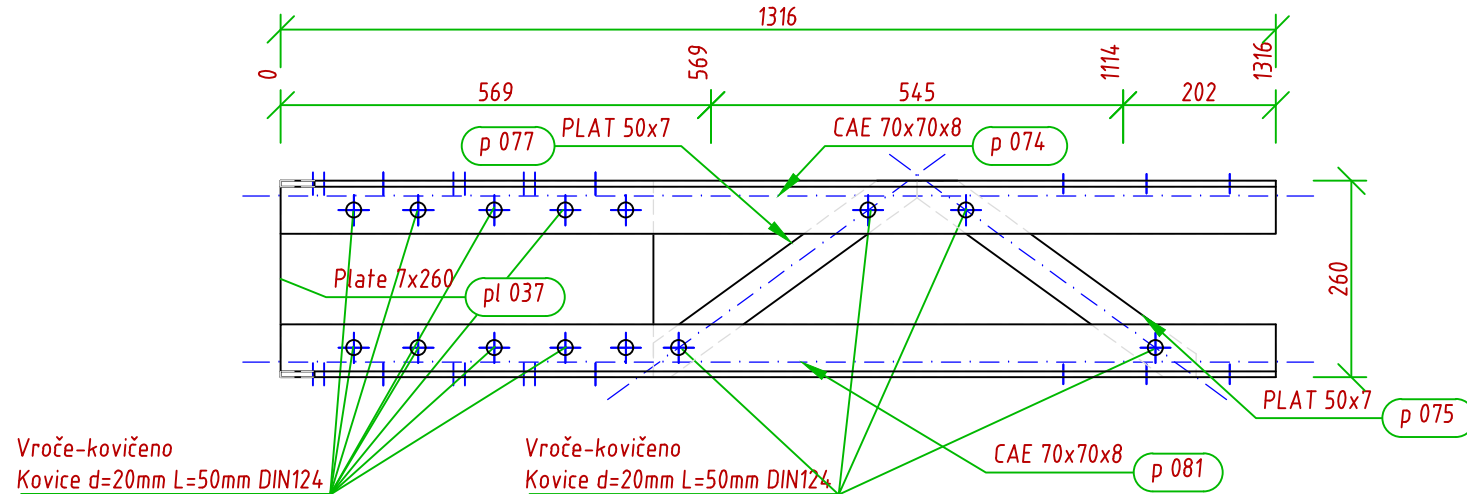 1316
0
569
1114
1316
569
545
202
PLAT 50x7
p 077
CAE 70x70x8
p 074
Plate 7x260
pl 037
260
PLAT 50x7
p 075
Vroče-kovičeno
Kovice d=20mm L=50mm DIN124
Vroče-kovičeno
Kovice d=20mm L=50mm DIN124
CAE 70x70x8
p 081